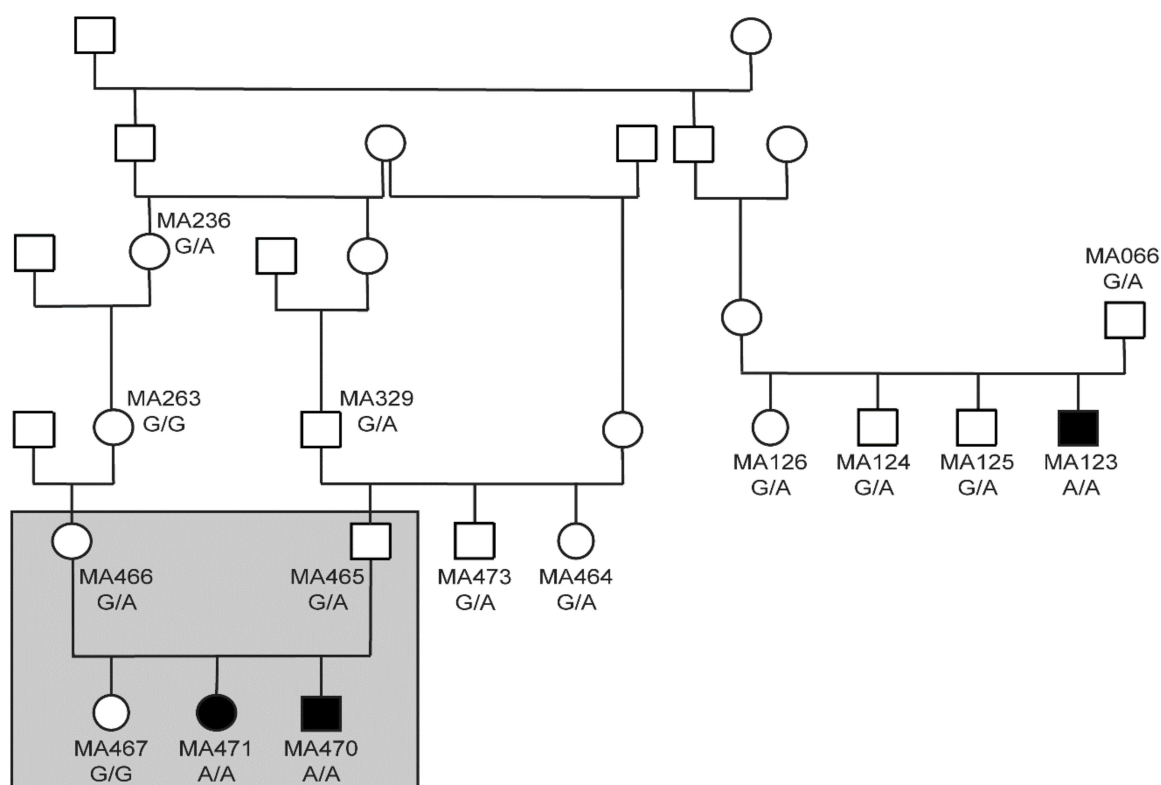 MA236
G/A
MA066
G/A
MA263
G/G
MA329
G/A
MA126
G/A
MA124
G/A
MA125
G/A
MA123
A/A
MA466
G/A
MA465
G/A
MA473
G/A
MA464
G/A
MA467
G/G
MA471
A/A
MA470
A/A